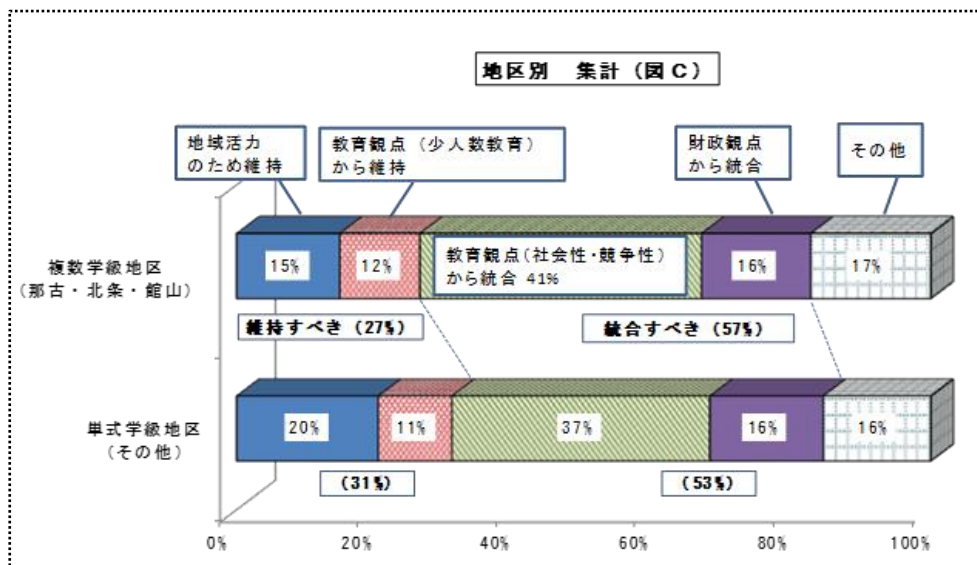 地区別 集計(図C)
地域活力
のため維持
教育観点(少人数教育)
から維持
財政観点
から統合
その他
複数学級地区
(那古・北条・館山)
15%
12%
教育観点(社会性・競争性)
から統合 41%
16%
17%
維持すべき(27%)
統合すべき(57%)
単式学級地区
(その他)
20%
11%
37%
16%
16%
(31%)
(53%)
0%
20%
40%
60%
80%
100%